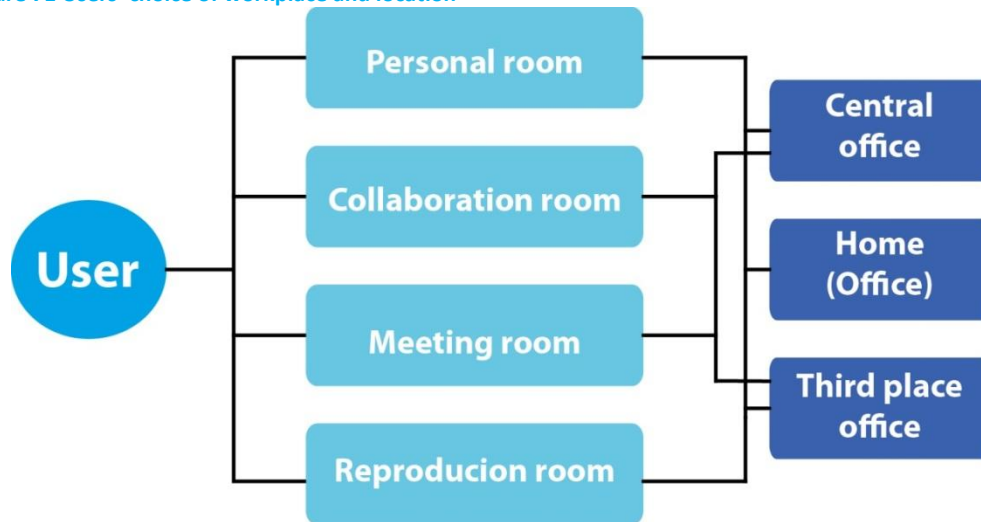 Personal room
Central
office
Collaboration room
User
Home
(Office)
Meeting room
Third place
office
Reproducion room